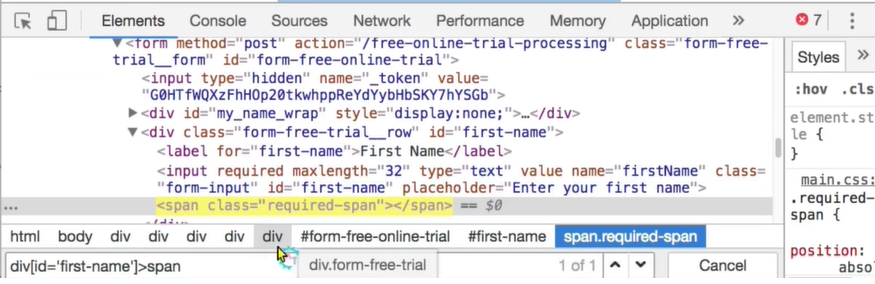 Elements Console Sources Network Performance Memory Application » 7
<form method="post" action="/free-online-trial-processing" class="form-free-
trial__form" id="form-free-online-trial">
<input type="hidden" name="_token" value=
"G0HTfWQXzFhHOp20tkwhppReYdYybHbSKY7hYSGb">
<div id="my_name_wrap" style="display:none;">…</div>
<div class="form-free-trial__row" id="first-name">
<label for="first-name">First Name</label>
<input required maxlength="32" type="text" value name="firstName" class=
"form-input" id="first-name" placeholder="Enter your first name">
... <span class="required-span"></span> == $0
</div>
html body div div div div div #form-free-online-trial #first-name span.required-span
div[id='first-name']>span 1 of 1 Cancel
div.form-free-trial
Styles »
:hov .cls
element.st
le {
}
main.css:
.required-
span {
position:
abso